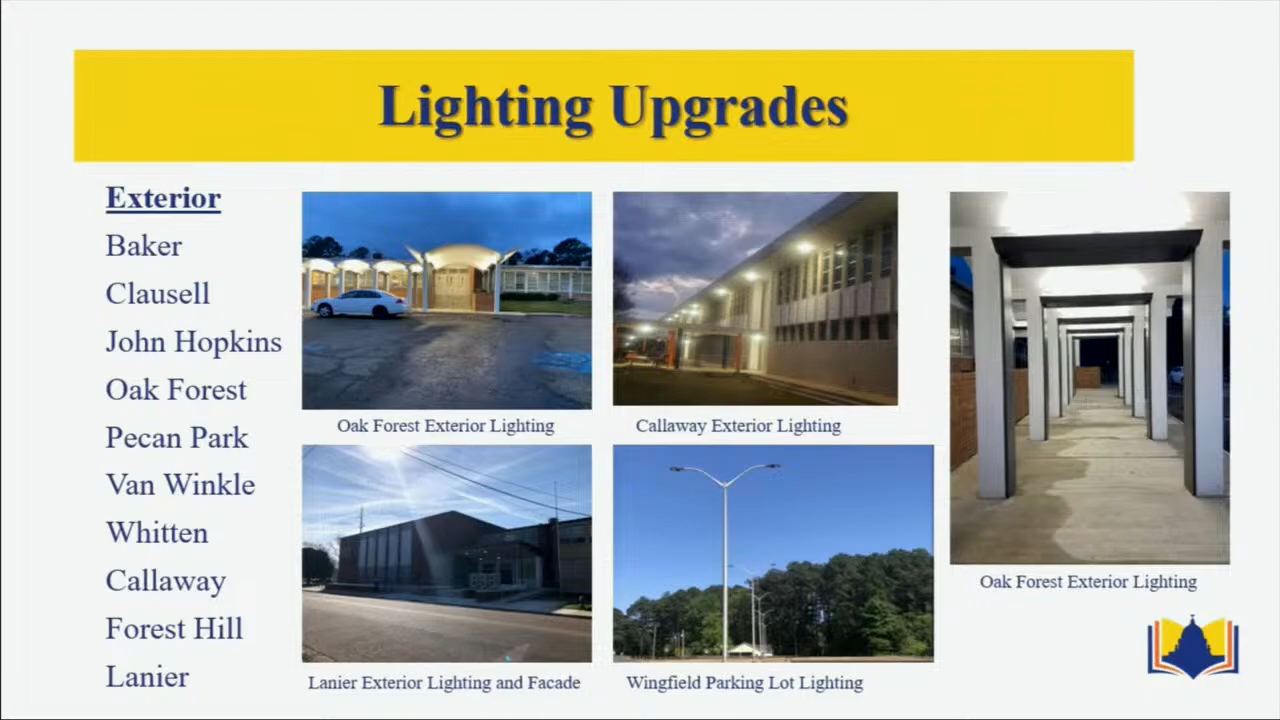 Lighting Upgrades
Exterior
Baker
Clausell
John Hopkins
Oak Forest
Pecan Park
Van Winkle
Whitten
Callaway
Forest Hill
Lanier
Oak Forest Exterior Lighting
Callaway Exterior Lighting
Oak Forest Exterior Lighting
Lanier Exterior Lighting and Facade
Wingfield Parking Lot Lighting